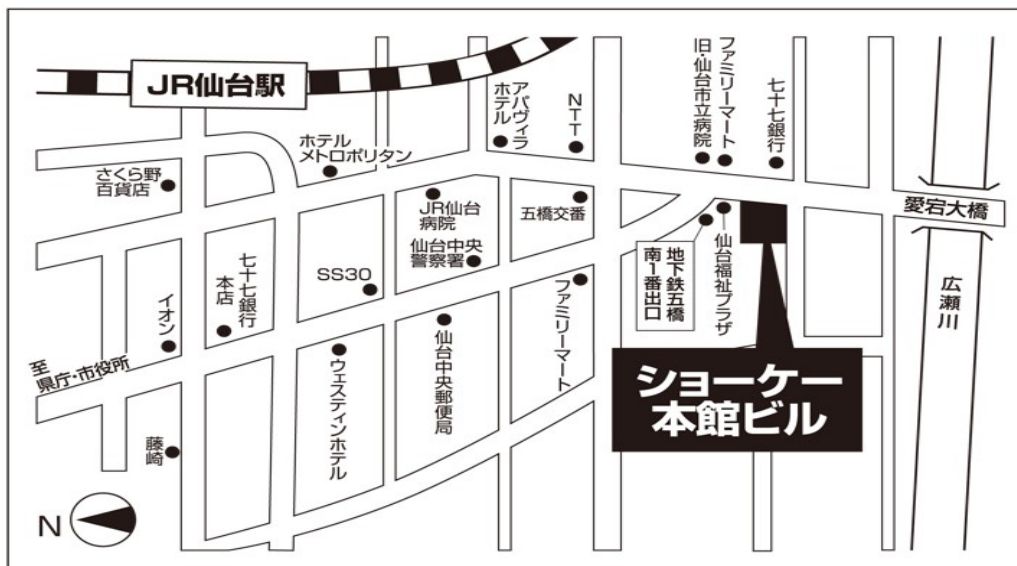 JR仙台駅
ホテル
メトロポリタン
アパヴィラ
ホテル
NTT
旧・仙台市立病院
ファミリーマート
七十七銀行
さくら野
百貨店
JR仙台
病院
五橋交番
愛宕大橋
仙台中央
警察署
地下鉄五橋
南1番出口
仙台福祉プラザ
七十七銀行
本店
SS30
イオン
ファミリーマート
広瀬川
至
県庁・市役所
ウェスティンホテル
仙台中央郵便局
ショーケー
本館ビル
藤崎
N